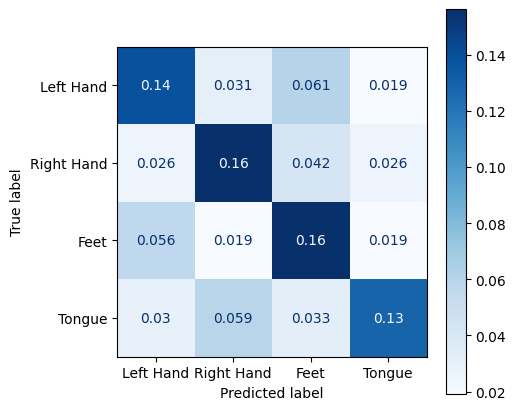 Left Hand 0.14 0.031 0.061 0.019
Right Hand 0.026 0.16 0.042 0.026
Feet 0.056 0.019 0.16 0.019
Tongue 0.03 0.059 0.033 0.13
Left Hand Right Hand Feet Tongue
Predicted label
True label
0.14
0.12
0.10
0.08
0.06
0.04
0.02